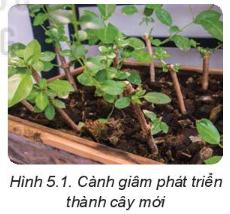 Hình 5.1. Cành giâm phát triển
thành cây mới